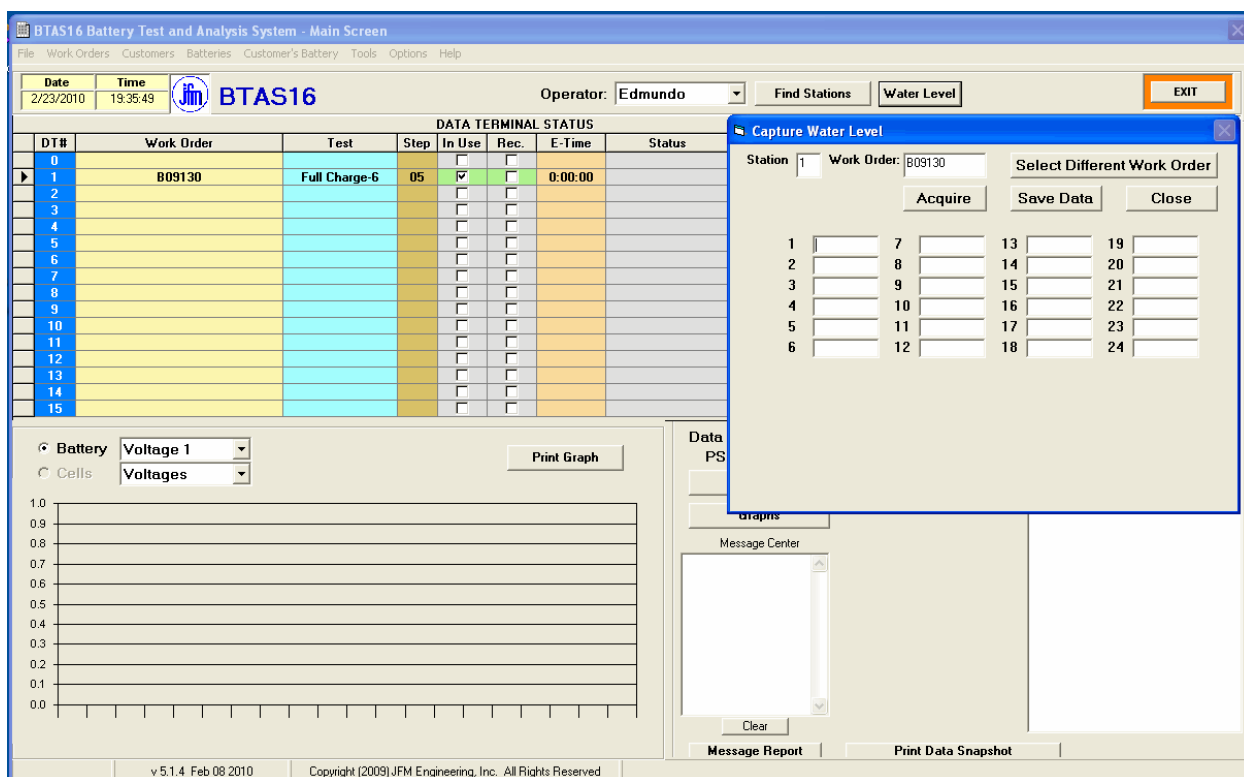 BTAS16 Battery Test and Analysis System - Main Screen
File Work Orders Customers Batteries Customer's Battery Tools Options Help
Date Time
2/23/2010 19:35:49
jfm BTAS16
Operator: Edmundo
Find Stations
Water Level
EXIT
DATA TERMINAL STATUS
DT# Work Order Test Step In Use Rec. E-Time Status
0
1 B09130 Full Charge-6 05 0:00:00
2
3
4
5
6
7
8
9
10
11
12
13
14
15
Capture Water Level
Station 1 Work Order: B09130 Select Different Work Order
Acquire Save Data Close
1 7 13 19
2 8 14 20
3 9 15 21
4 10 16 22
5 11 17 23
6 12 18 24
Battery Voltage 1
Cells Voltages
Print Graph
1.0
0.9
0.8
0.7
0.6
0.5
0.4
0.3
0.2
0.1
0.0
Data
PS
Graphs
Message Center
Clear
Message Report
Print Data Snapshot
v 5.1.4 Feb 08 2010
Copyright (2009) JFM Engineering, Inc. All Rights Reserved